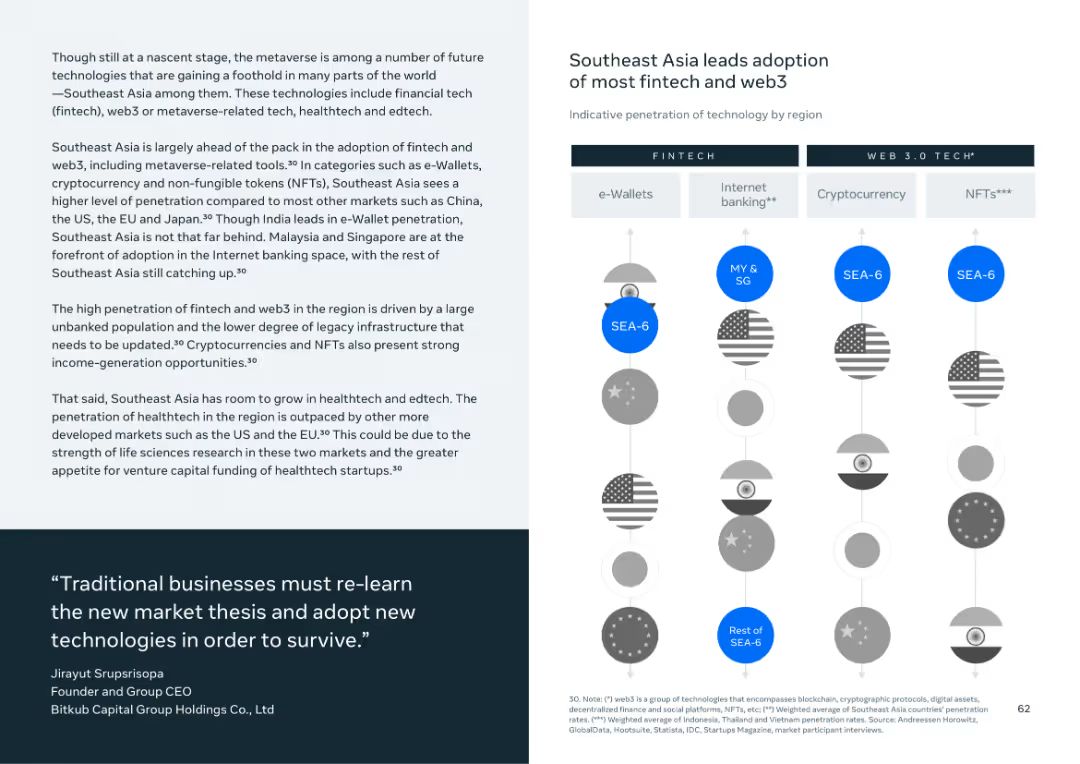 Though still at a nascent stage, the metaverse is among a number of future
technologies that are gaining a foothold in many parts of the world
—Southeast Asia among them. These technologies include financial tech
(fintech), web3 or metaverse-related tech, healthtech and edtech.
Southeast Asia is largely ahead of the pack in the adoption of fintech and
web3, including metaverse-related tools.³⁰ In categories such as e-Wallets,
cryptocurrency and non-fungible tokens (NFTs), Southeast Asia sees a
higher level of penetration compared to most other markets such as China,
the US, the EU and Japan.³⁰ Though India leads in e-Wallet penetration,
Southeast Asia is not that far behind. Malaysia and Singapore are at the
forefront of adoption in the Internet banking space, with the rest of
Southeast Asia still catching up.³⁰
The high penetration of fintech and web3 in the region is driven by a large
unbanked population and the lower degree of legacy infrastructure that
needs to be updated.³⁰ Cryptocurrencies and NFTs also present strong
income-generation opportunities.³⁰
That said, Southeast Asia has room to grow in healthtech and edtech. The
penetration of healthtech in the region is outpaced by other more
developed markets such as the US and the EU.³⁰ This could be due to the
strength of life sciences research in these two markets and the greater
appetite for venture capital funding of healthtech startups.³⁰
“Traditional businesses must re-learn
the new market thesis and adopt new
technologies in order to survive.”
Jirayut Srupsrisopa
Founder and Group CEO
Bitkub Capital Group Holdings Co., Ltd
Southeast Asia leads adoption
of most fintech and web3
Indicative penetration of technology by region
FINTECH
WEB 3.0 TECH*
e-Wallets
Internet
banking**
Cryptocurrency
NFTs***
MY &
SG
SEA-6
SEA-6
SEA-6
Rest of
SEA-6
30. Note: (*) web3 is a group of technologies that encompasses blockchain, cryptographic protocols, digital assets,
decentralized finance and social platforms, NFTs, etc; (**) Weighted average of Southeast Asia countries' penetration
rates. (***) Weighted average of Indonesia, Thailand and Vietnam penetration rates. Source: Andreessen Horowitz,
GlobalData, Hootsuite, Statista, IDC, Startups Magazine, market participant interviews.
62